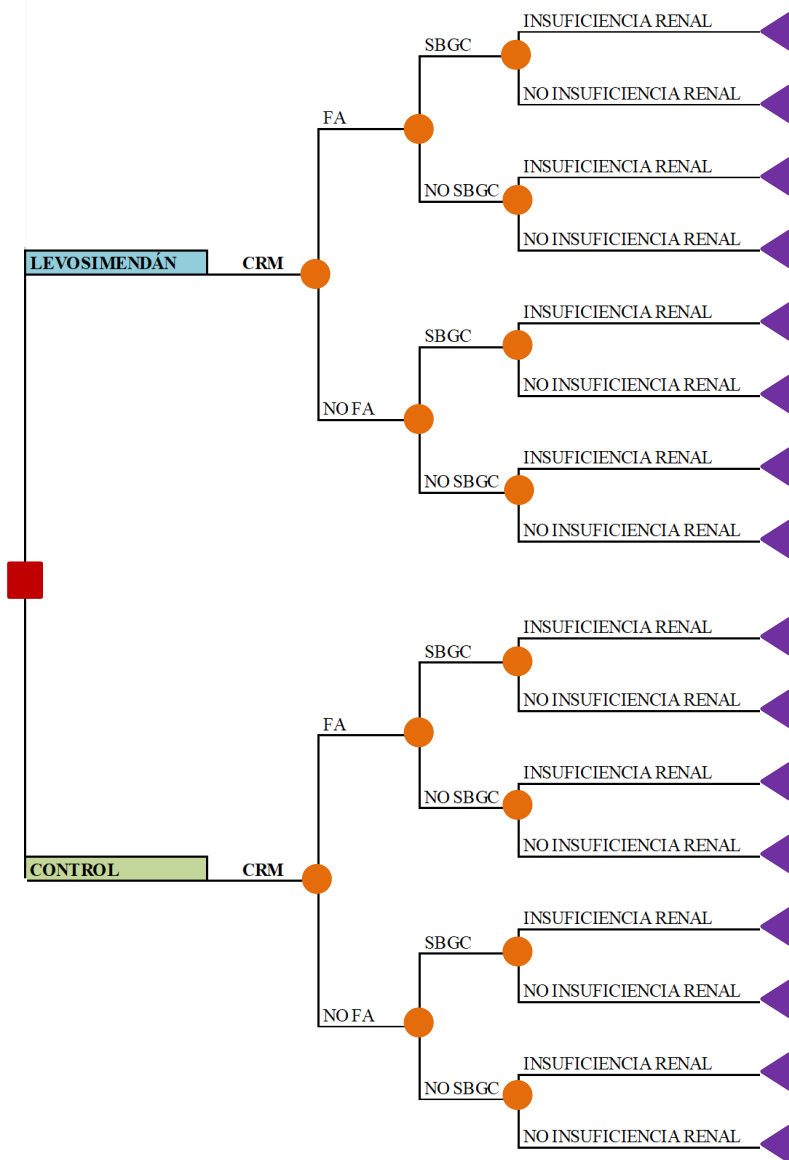 INSUFICIENCIA RENAL
SBGC
NO INSUFICIENCIA RENAL
FA
INSUFICIENCIA RENAL
NO SBGC
NO INSUFICIENCIA RENAL
LEVOSIMENDÁN CRM
INSUFICIENCIA RENAL
SBGC
NO INSUFICIENCIA RENAL
NO FA
INSUFICIENCIA RENAL
NO SBGC
NO INSUFICIENCIA RENAL
INSUFICIENCIA RENAL
SBGC
NO INSUFICIENCIA RENAL
FA
INSUFICIENCIA RENAL
NO SBGC
NO INSUFICIENCIA RENAL
CONTROL CRM
INSUFICIENCIA RENAL
SBGC
NO INSUFICIENCIA RENAL
NO FA
INSUFICIENCIA RENAL
NO SBGC
NO INSUFICIENCIA RENAL